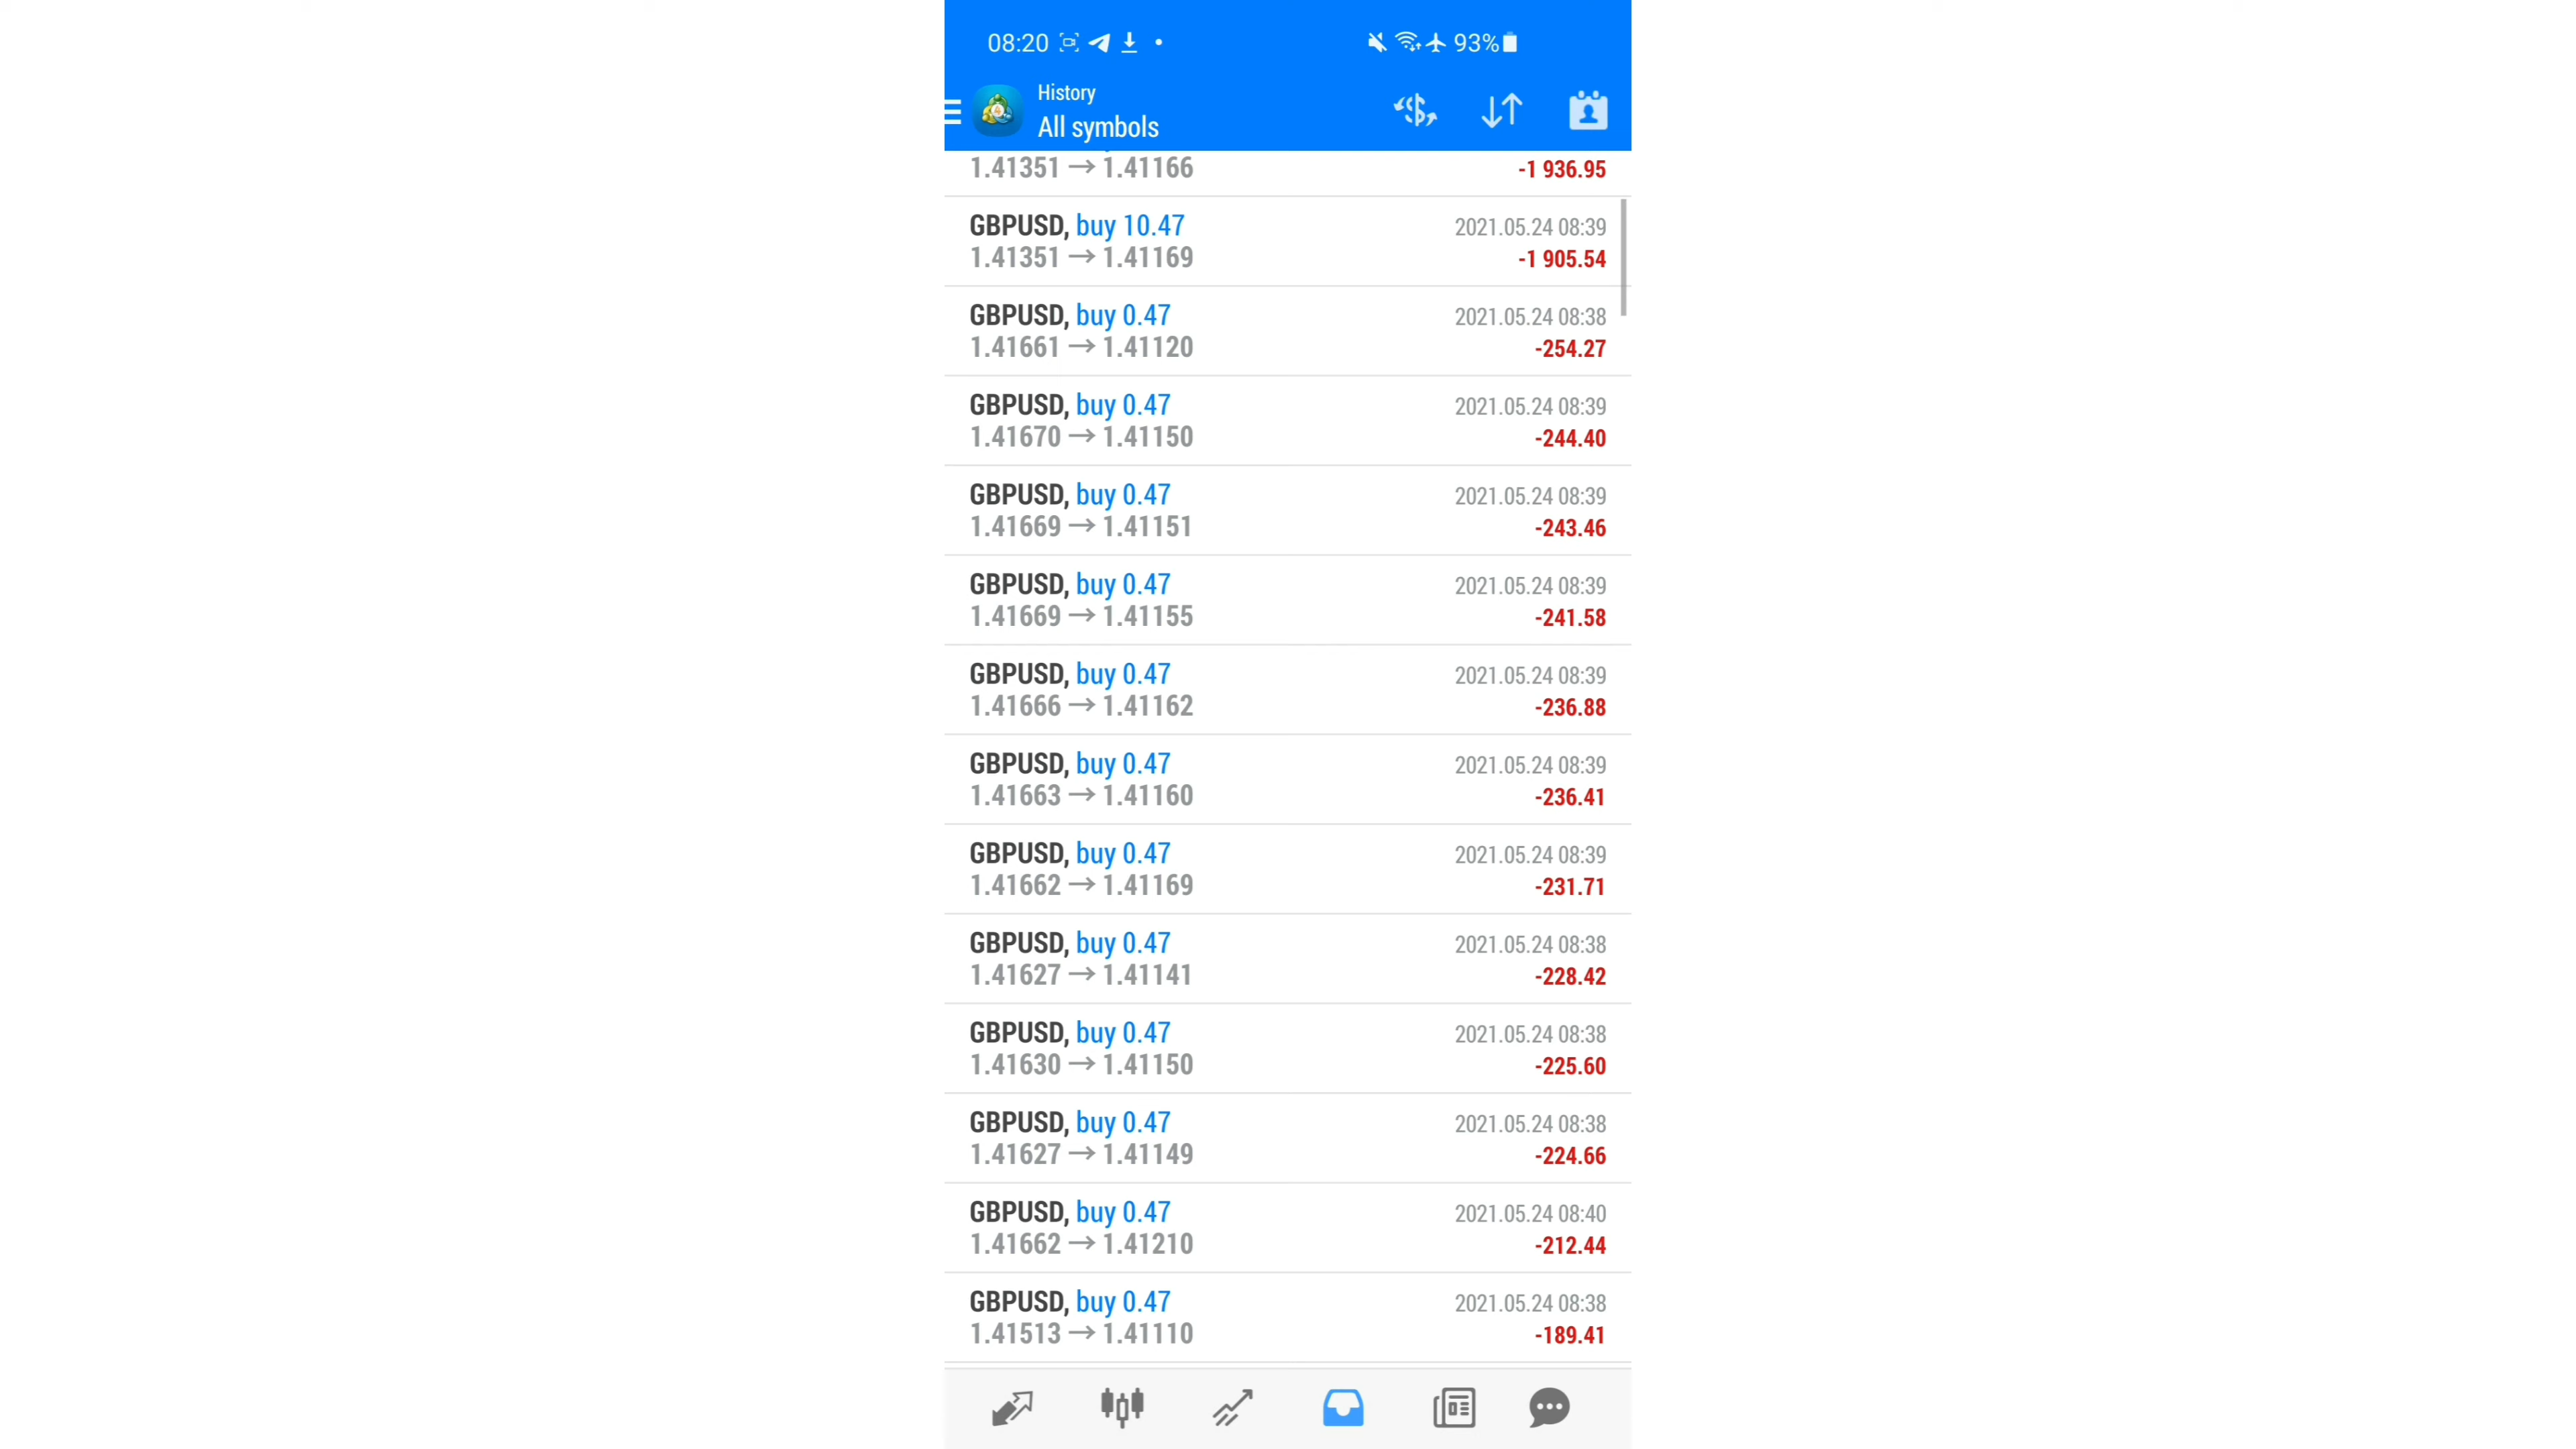 08:20
93%
History
All symbols
1.41351 → 1.41166 -1 936.95
GBPUSD, buy 10.47 2021.05.24 08:39
1.41351 → 1.41169 -1 905.54
GBPUSD, buy 0.47 2021.05.24 08:38
1.41661 → 1.41120 -254.27
GBPUSD, buy 0.47 2021.05.24 08:39
1.41670 → 1.41150 -244.40
GBPUSD, buy 0.47 2021.05.24 08:39
1.41669 → 1.41151 -243.46
GBPUSD, buy 0.47 2021.05.24 08:39
1.41669 → 1.41155 -241.58
GBPUSD, buy 0.47 2021.05.24 08:39
1.41666 → 1.41162 -236.88
GBPUSD, buy 0.47 2021.05.24 08:39
1.41663 → 1.41160 -236.41
GBPUSD, buy 0.47 2021.05.24 08:39
1.41662 → 1.41169 -231.71
GBPUSD, buy 0.47 2021.05.24 08:38
1.41627 → 1.41141 -228.42
GBPUSD, buy 0.47 2021.05.24 08:38
1.41630 → 1.41150 -225.60
GBPUSD, buy 0.47 2021.05.24 08:38
1.41627 → 1.41149 -224.66
GBPUSD, buy 0.47 2021.05.24 08:40
1.41662 → 1.41210 -212.44
GBPUSD, buy 0.47 2021.05.24 08:38
1.41513 → 1.41110 -189.41